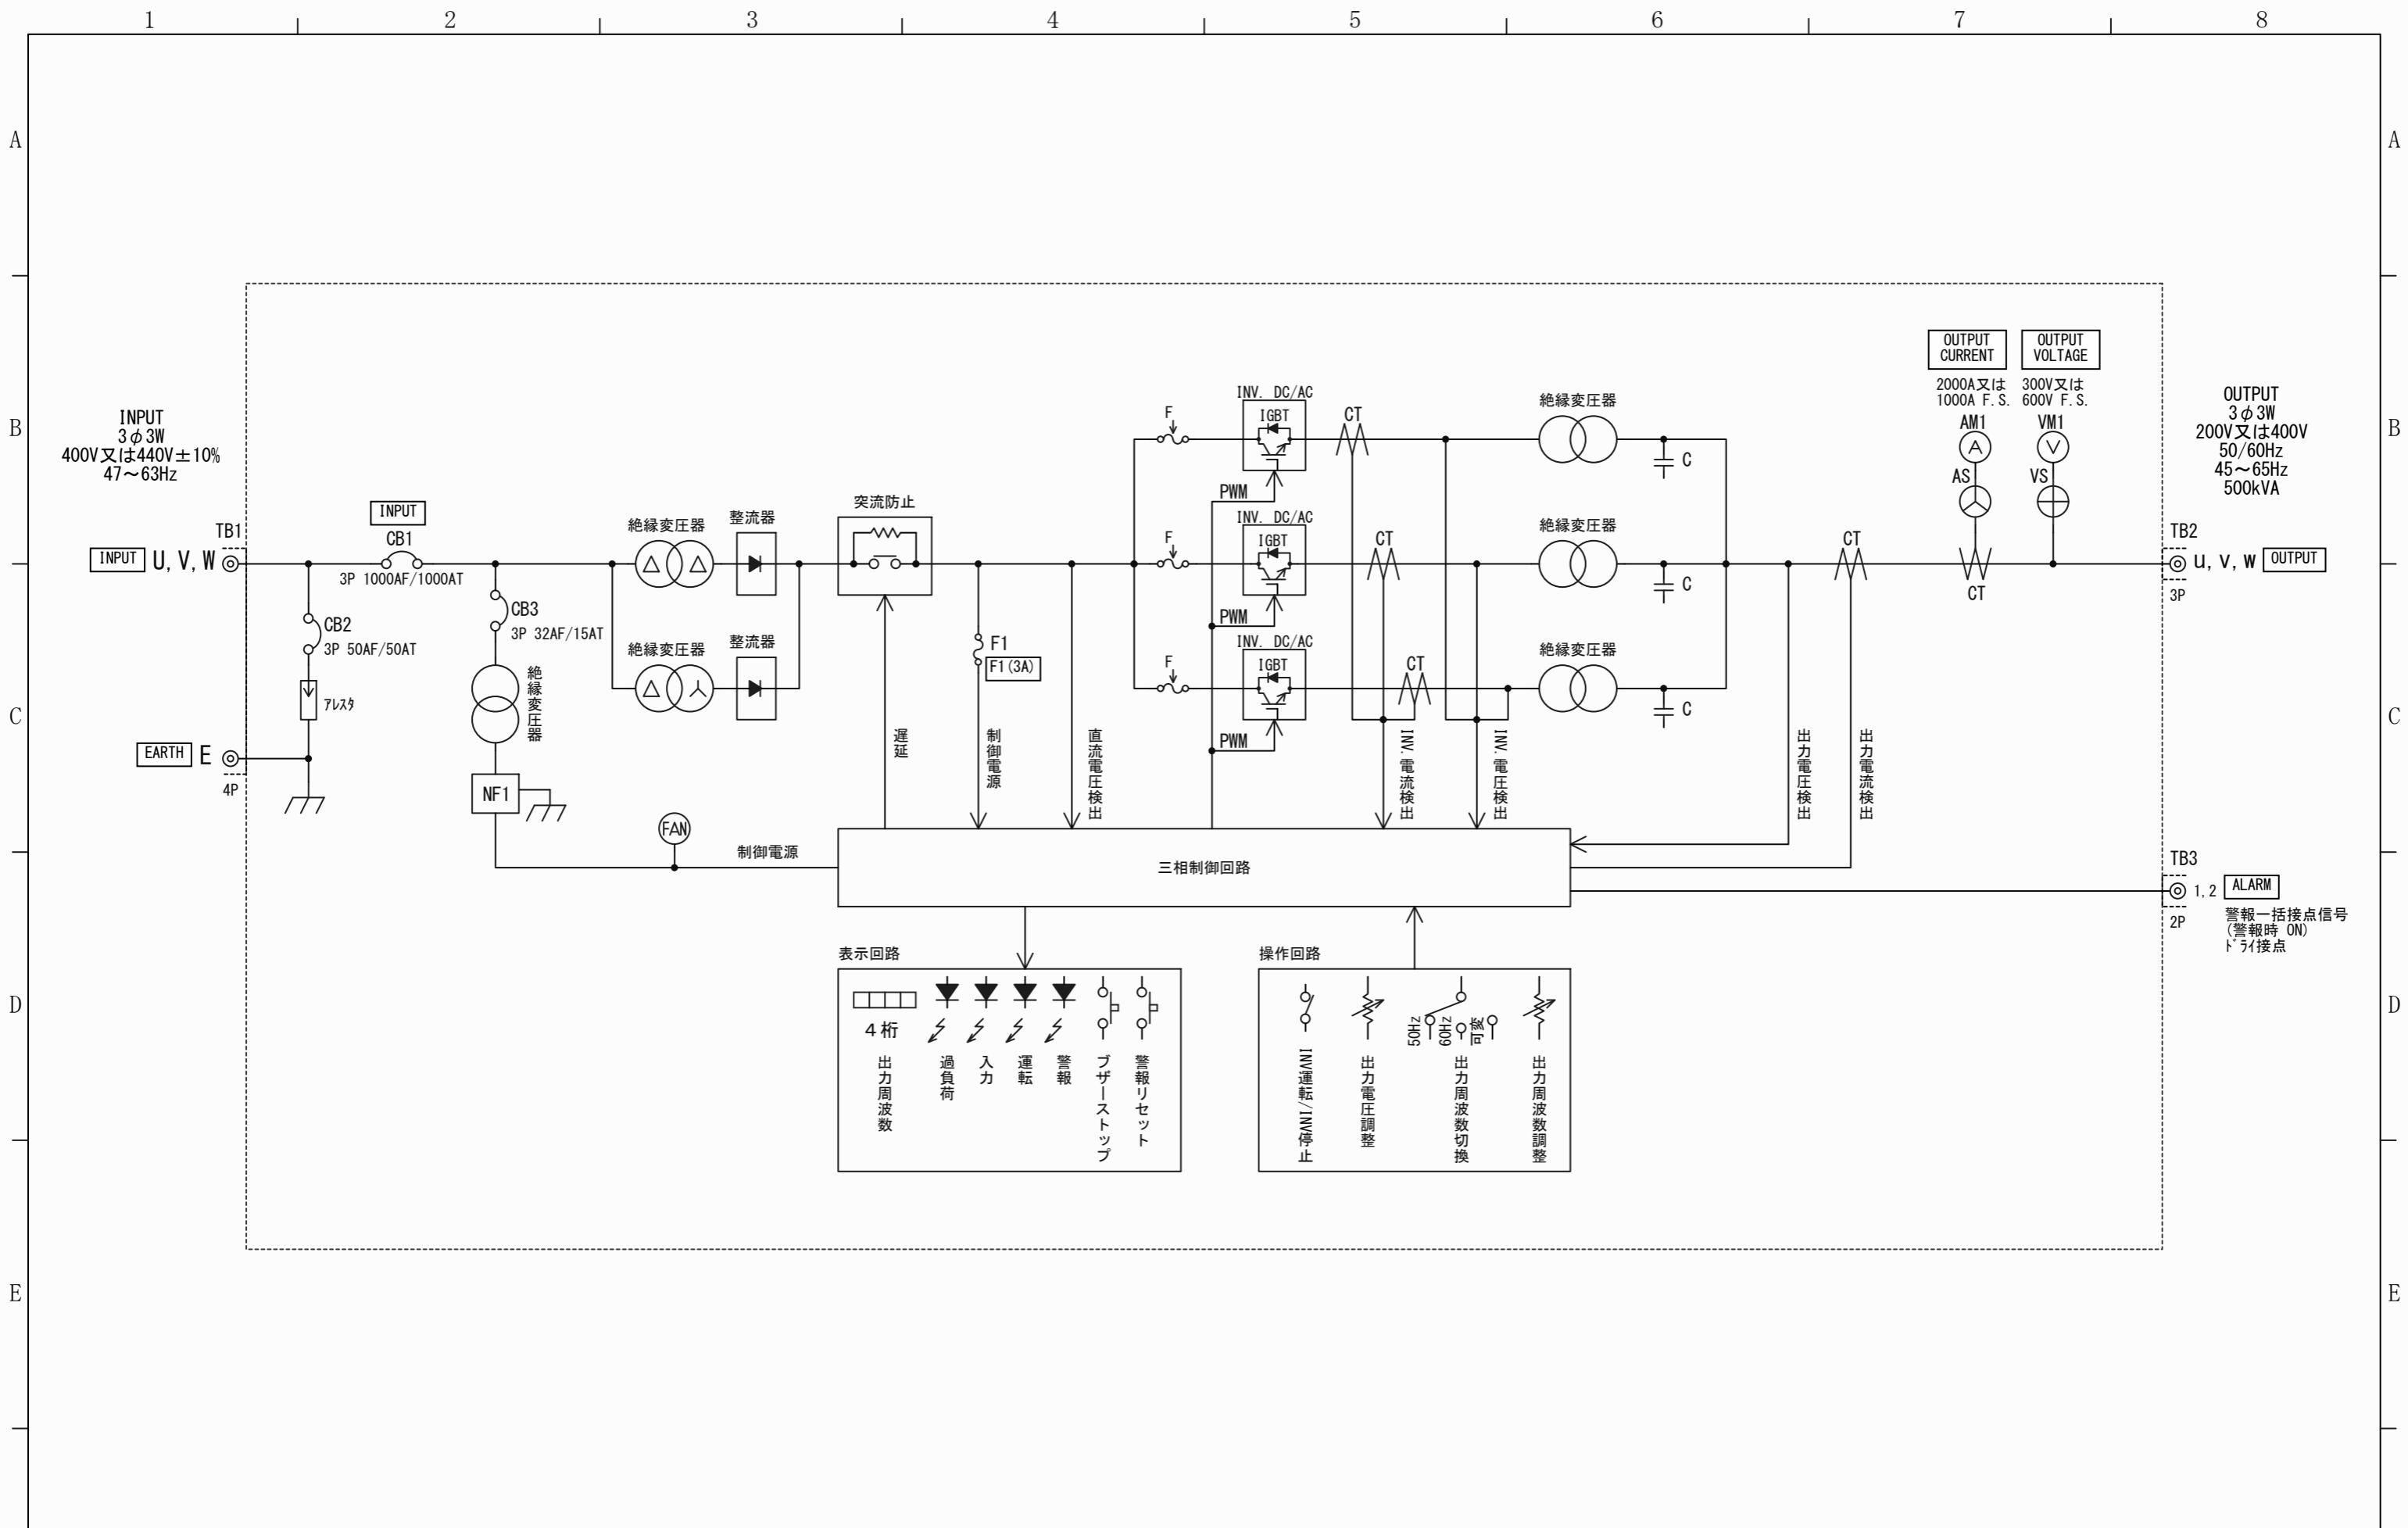 1 2 3 4 5 6 7 8
A A
B B
C C
D D
E E
INPUT
3φ3W
400V又は440V±10%
47～63Hz
TB1
INPUT U, V, W
EARTH E
4P
INPUT
CB1
3P 1000AF/1000AT
CB2
3P 50AF/50AT
アレスタ
CB3
3P 32AF/15AT
絶縁変圧器
NF1
FAN
制御電源
絶縁変圧器
整流器
絶縁変圧器
整流器
突流防止
遅延
F1
F1(3A)
制御電源
直流電圧検出
F
INV. DC/AC
IGBT
PWM
CT
絶縁変圧器
C
F
INV. DC/AC
IGBT
PWM
CT
絶縁変圧器
C
F
INV. DC/AC
IGBT
PWM
CT
絶縁変圧器
C
INV.電流検出
INV.電圧検出
出力電圧検出
出力電流検出
CT
OUTPUT
CURRENT
2000A又は
1000A F.S.
AM1
A
AS
CT
OUTPUT
VOLTAGE
300V又は
600V F.S.
VM1
V
VS
OUTPUT
3φ3W
200V又は400V
50/60Hz
45～65Hz
500kVA
TB2
u, v, w OUTPUT
3P
三相制御回路
TB3
1,2 ALARM
2P
警報一括接点信号
(警報時 ON)
ドライ接点
表示回路
4桁
出力周波数
過負荷
入力
運転
警報
ブザーストップ
警報リセット
操作回路
INV運転/INV停止
出力電圧調整
50Hz
60Hz
可変
出力周波数切換
出力周波数調整